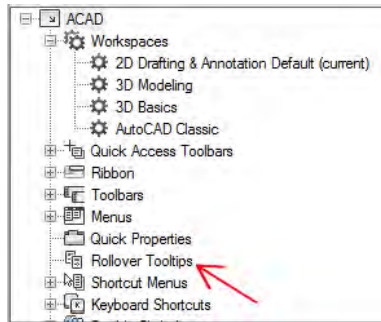 ACAD
Workspaces
2D Drafting & Annotation Default (current)
3D Modeling
3D Basics
AutoCAD Classic
Quick Access Toolbars
Ribbon
Toolbars
Menus
Quick Properties
Rollover Tooltips
Shortcut Menus
Keyboard Shortcuts